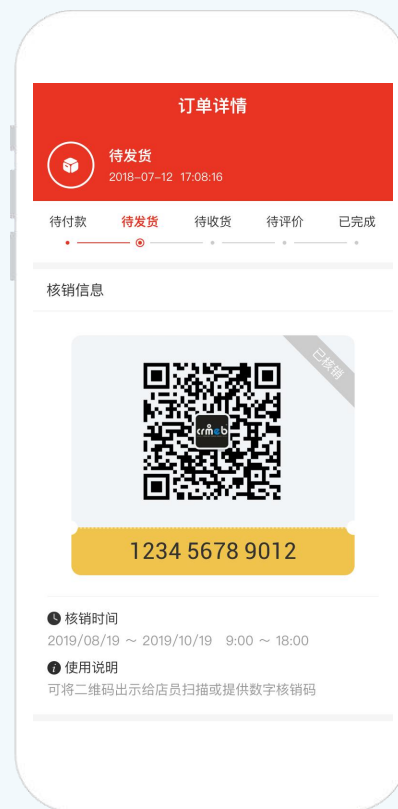 订单详情
待发货
2018-07-12 17:08:16
待付款 待发货 待收货 待评价 已完成
核销信息
已核销
crmeb
1234 5678 9012
核销时间
2019/08/19 ～ 2019/10/19 9:00 ～ 18:00
使用说明
可将二维码出示给店员扫描或提供数字核销码